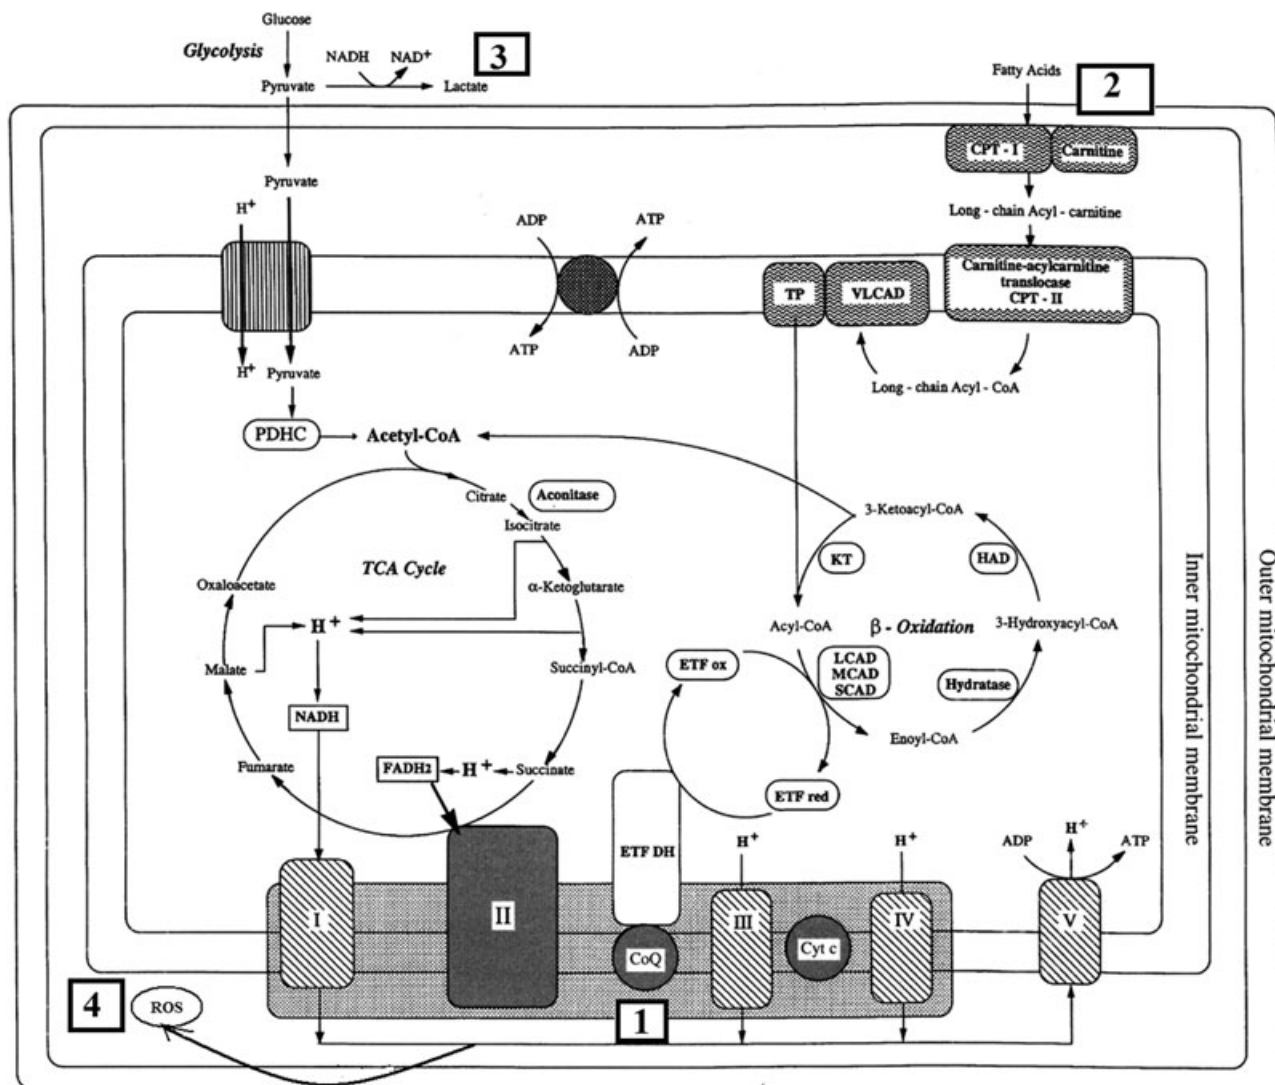 Glucose
Glycolysis
NADH NAD+
3
Pyruvate
Lactate
Fatty Acids
2
CPT - I
Carnitine
Pyruvate
H+
ADP
ATP
Long - chain Acyl - carnitine
Carnitine-acylcarnitine
translocase
CPT - II
TP
VLCAD
ATP
ADP
H+
Pyruvate
Long - chain Acyl - CoA
PDHC
Acetyl-CoA
Citrate
Aconitase
Isocitrate
3-Ketoacyl-CoA
KT
HAD
TCA Cycle
Oxaloacetate
α-Ketoglutarate
H+
Acyl-CoA
β - Oxidation
3-Hydroxyacyl-CoA
Malate
Succinyl-CoA
ETF ox
LCAD
MCAD
SCAD
Hydratase
NADH
Enoyl-CoA
Fumarate
FADH2
H+
Succinate
ETF red
Inner mitochondrial membrane
Outer mitochondrial membrane
ETF DH
H+
H+
ADP
H+
ATP
I
II
III
IV
V
CoQ
Cyt c
4
ROS
1